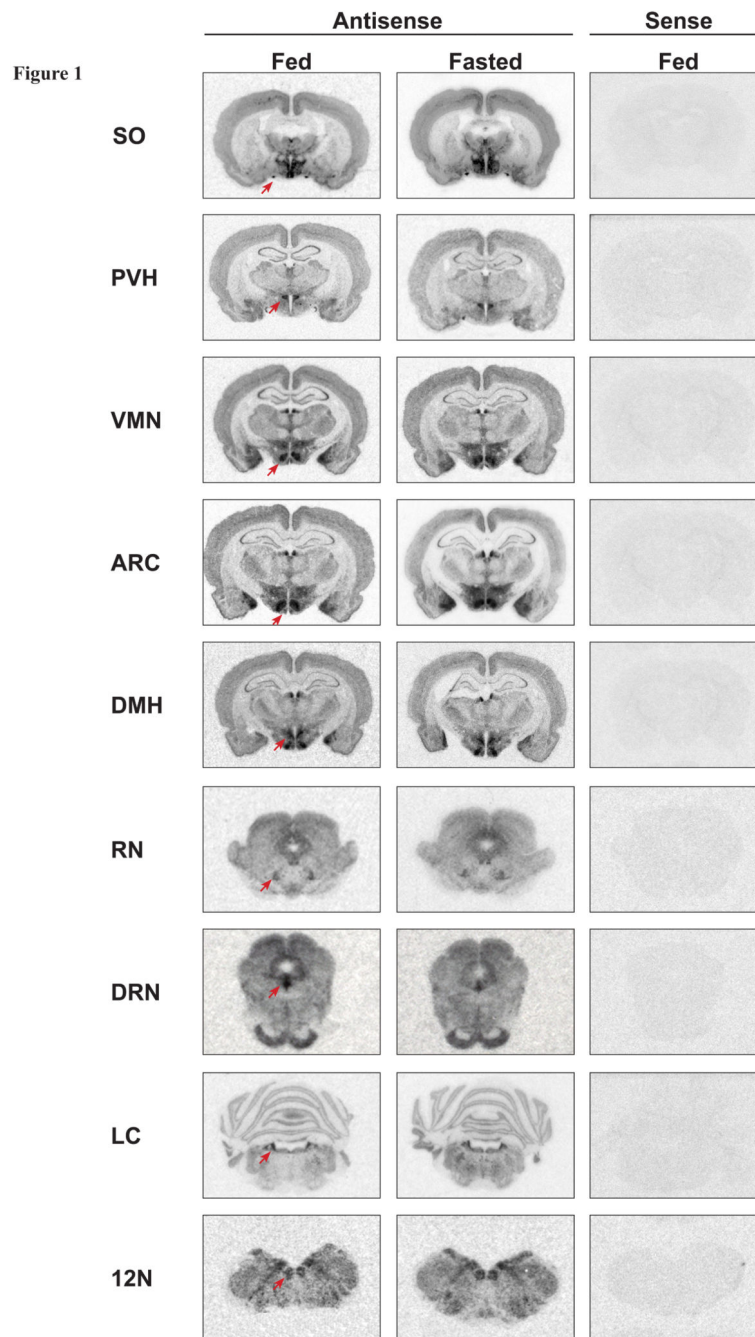 Antisense Sense
Fed Fasted Fed
Figure 1
SO
PVH
VMN
ARC
DMH
RN
DRN
LC
12N